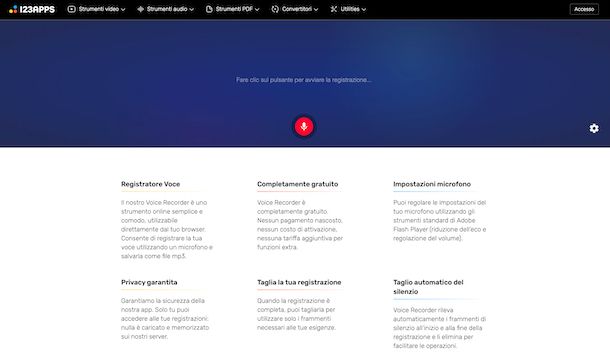 123APPS Strumenti video Strumenti audio Strumenti PDF Convertitori Utilities Accesso
Fare clic sul pulsante per avviare la registrazione...
Registratore Voce
Il nostro Voice Recorder è uno
strumento online semplice e
comodo, utilizzabile
direttamente dal tuo browser.
Consente di registrare la tua
voce utilizzando un microfono e
salvarla come file mp3.
Completamente gratuito
Voice Recorder è
completamente gratuito.
Nessun pagamento nascosto,
nessun costo di attivazione,
nessuna tariffa aggiuntiva per
funzioni extra.
Impostazioni microfono
Puoi regolare le impostazioni del
tuo microfono utilizzando gli
strumenti standard di Adobe
Flash Player (riduzione dell'eco e
regolazione del volume).
Privacy garantita
Garantiamo la sicurezza della
nostra app. Solo tu puoi
accedere alle tue registrazioni:
nulla è caricato e memorizzato
sui nostri server.
Taglia la tua registrazione
Quando la registrazione è
completa, puoi tagliarla per
utilizzare solo i frammenti
necessari alle tue esigenze.
Taglio automatico del
silenzio
Voice Recorder rileva
automaticamente i frammenti di
silenzio all'inizio e alla fine della
registrazione e li elimina per
facilitare le operazioni.